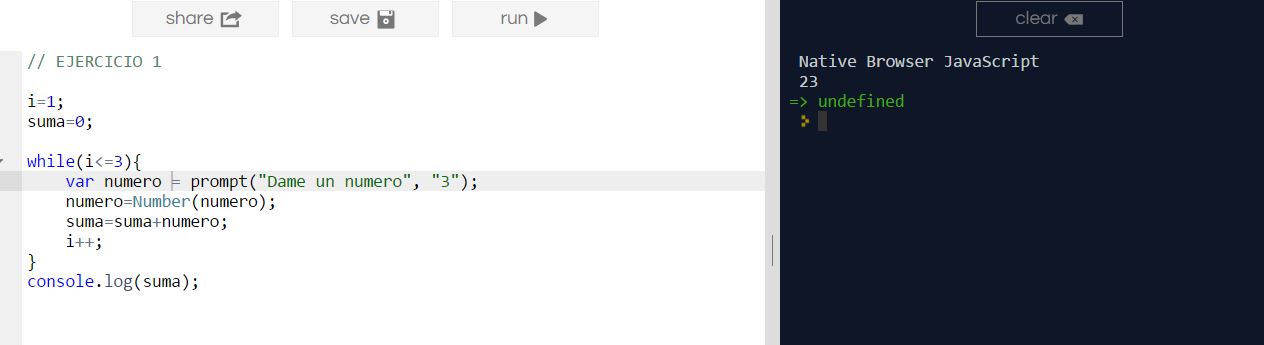 share
save
run
clear
// EJERCICIO 1
i=1;
suma=0;
while(i<=3){
    var numero = prompt("Dame un numero", "3");
    numero=Number(numero);
    suma=suma+numero;
    i++;
}
console.log(suma);
Native Browser JavaScript
23
=> undefined